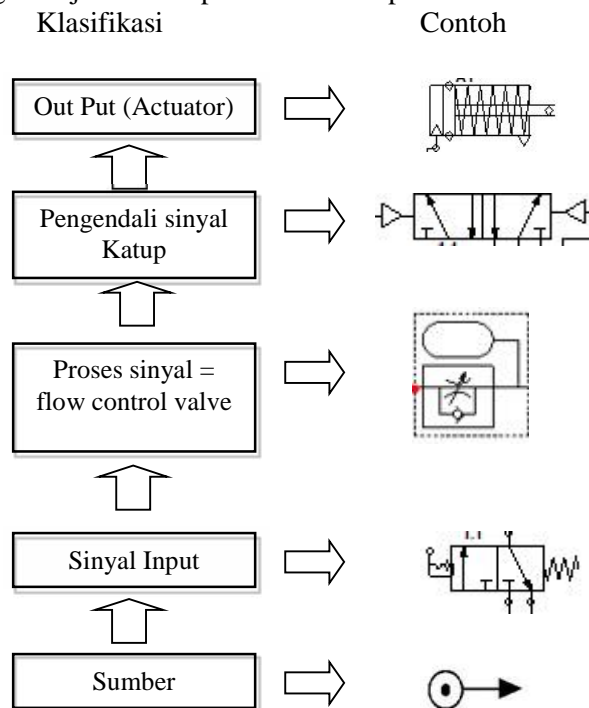 Klasifikasi Contoh
Out Put (Actuator)
Pengendali sinyal
Katup
Proses sinyal =
flow control valve
Sinyal Input
Sumber